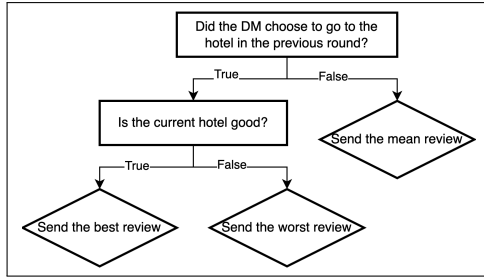 Did the DM choose to go to the
hotel in the previous round?
True
False
Is the current hotel good?
Send the mean review
True
False
Send the best review
Send the worst review